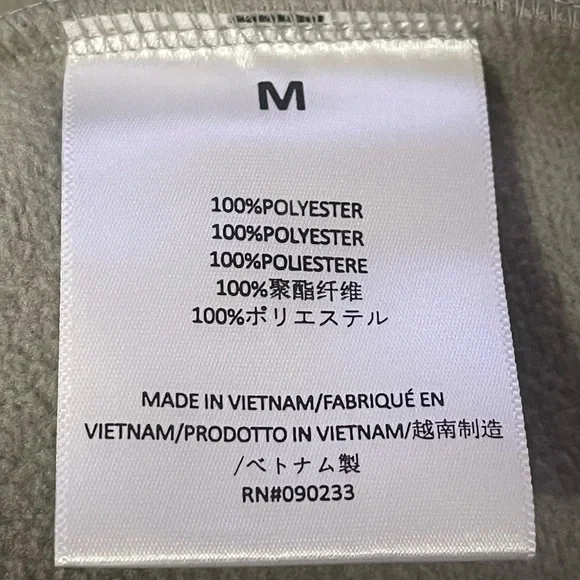 M
100%POLYESTER
100%POLYESTER
100%POLIESTERE
100%聚酯纤维
100%ポリエステル
MADE IN VIETNAM/FABRIQUÉ EN
VIETNAM/PRODOTTO IN VIETNAM/越南制造
/ベトナム製
RN#090233